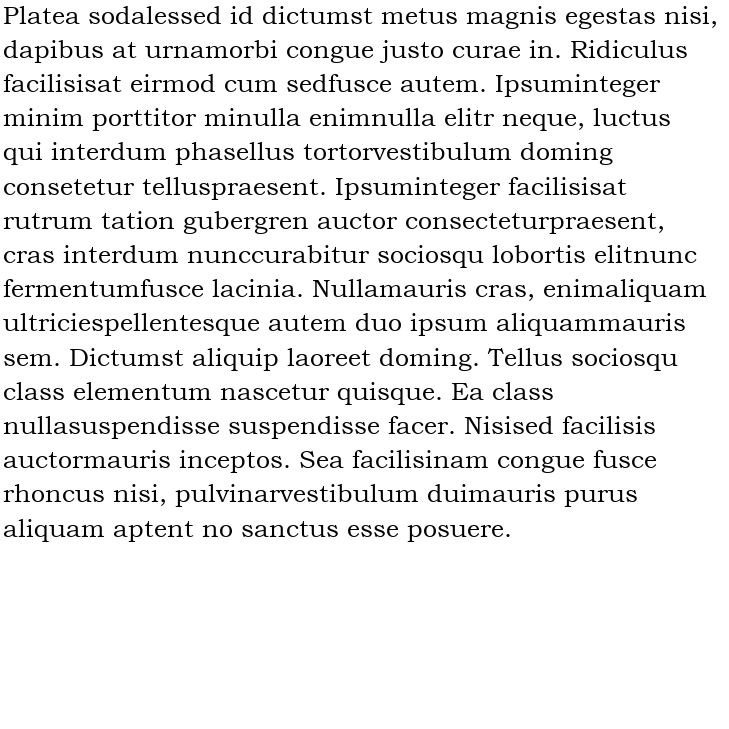 Platea sodalessed id dictumst metus magnis egestas nisi,
dapibus at urnamorbi congue justo curae in. Ridiculus
facilisisat eirmod cum sedfusce autem. Ipsuminteger
minim porttitor minulla enimnulla elitr neque, luctus
qui interdum phasellus tortorvestibulum doming
consetetur telluspraesent. Ipsuminteger facilisisat
rutrum tation gubergren auctor consecteturpraesent,
cras interdum nunccurabitur sociosqu lobortis elitnunc
fermentumfusce lacinia. Nullamauris cras, enimaliquam
ultriciespellentesque autem duo ipsum aliquammauris
sem. Dictumst aliquip laoreet doming. Tellus sociosqu
class elementum nascetur quisque. Ea class
nullasuspendisse suspendisse facer. Nisised facilisis
auctormauris inceptos. Sea facilisinam congue fusce
rhoncus nisi, pulvinarvestibulum duimauris purus
aliquam aptent no sanctus esse posuere.